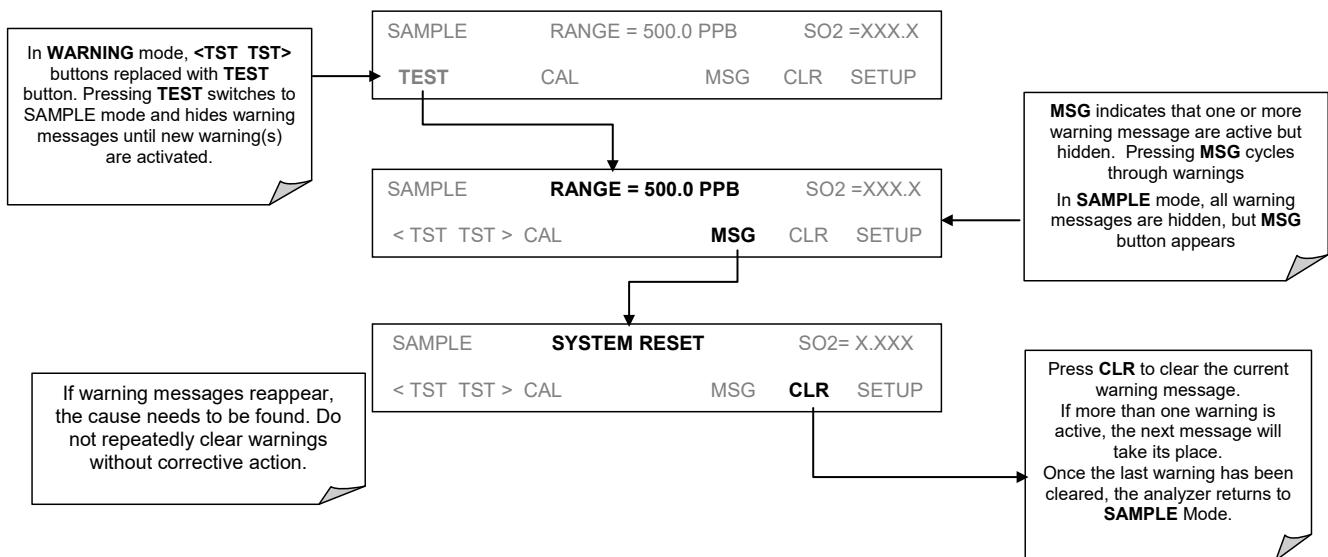 In WARNING mode, <TST TST>
buttons replaced with TEST
button. Pressing TEST switches to
SAMPLE mode and hides warning
messages until new warning(s)
are activated.
SAMPLE RANGE = 500.0 PPB SO2 =XXX.X
TEST CAL MSG CLR SETUP
MSG indicates that one or more
warning message are active but
hidden. Pressing MSG cycles
through warnings
In SAMPLE mode, all warning
messages are hidden, but MSG
button appears
SAMPLE RANGE = 500.0 PPB SO2 =XXX.X
< TST TST > CAL MSG CLR SETUP
SAMPLE SYSTEM RESET SO2= X.XXX
< TST TST > CAL MSG CLR SETUP
If warning messages reappear,
the cause needs to be found. Do
not repeatedly clear warnings
without corrective action.
Press CLR to clear the current
warning message.
If more than one warning is
active, the next message will
take its place.
Once the last warning has been
cleared, the analyzer returns to
SAMPLE Mode.